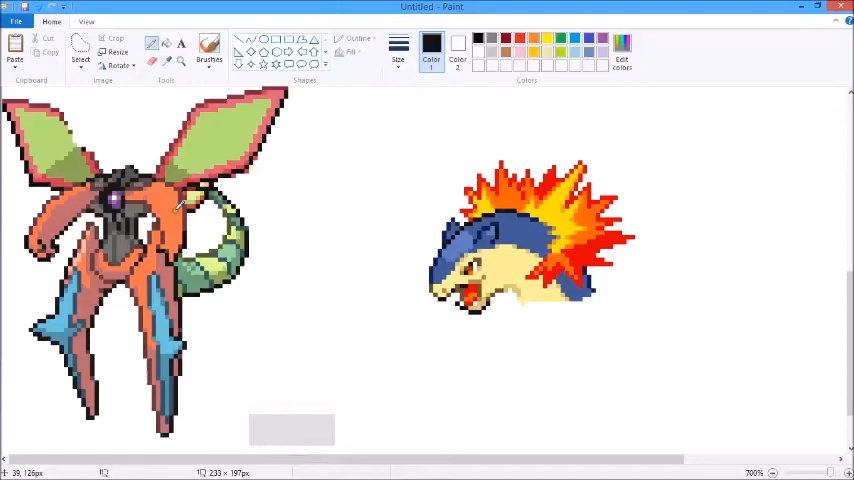 Untitled - Paint
File Home View
Paste
Cut
Copy
Clipboard
Select
Crop
Resize
Rotate
Image
A
Tools
Brushes
Outline
Fill
Shapes
Size
Color 1
Color 2
Edit colors
Colors
39, 126px
233 × 197px
700%